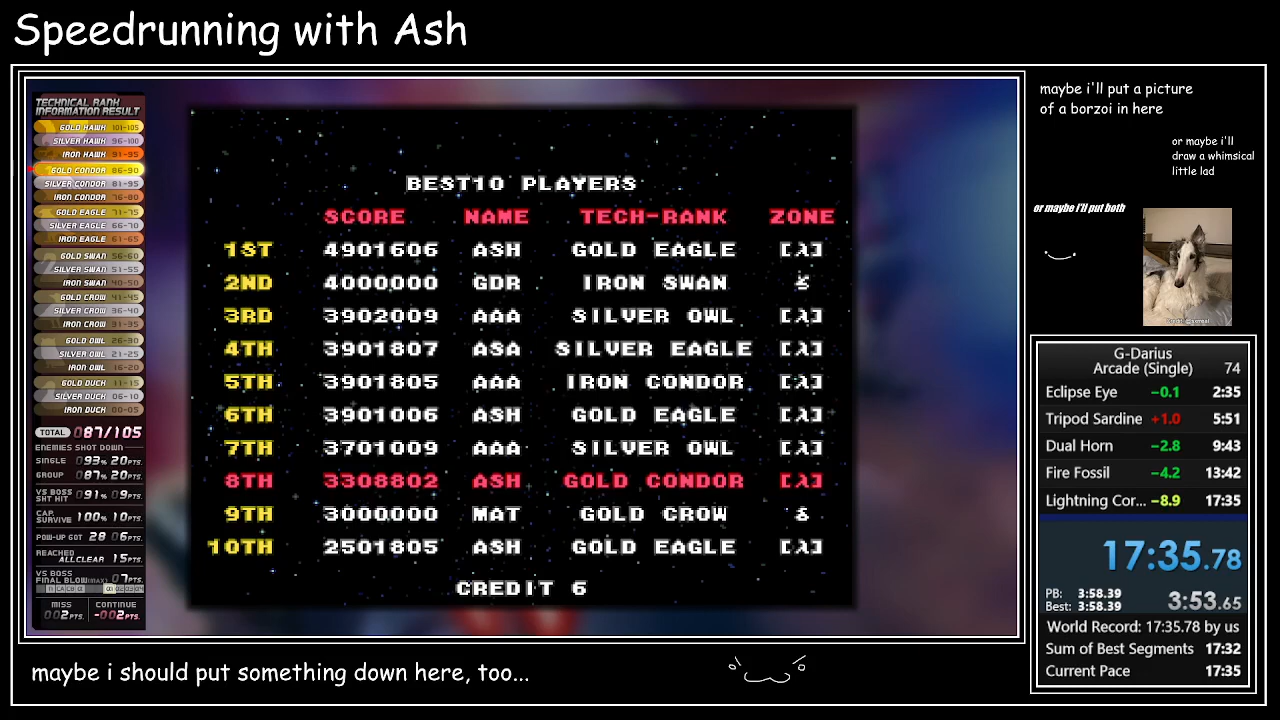 Speedrunning with Ash
maybe i'll put a picture
of a borzoi in here
or maybe i'll
draw a whimsical
little lad
or maybe I'll put both
TECHNICAL RANK
INFORMATION RESULT
GOLD HAWK 101-105
SILVER HAWK 96-100
IRON HAWK 91-95
GOLD CONDOR 86-90
SILVER CONDOR 81-95
IRON CONDOR 76-80
GOLD EAGLE 71-75
SILVER EAGLE 66-70
IRON EAGLE 61-65
GOLD SWAN 56-60
SILVER SWAN 51-55
IRON SWAN 40-50
GOLD CROW 41-45
SILVER CROW 36-40
IRON CROW 31-35
GOLD OWL 26-30
SILVER OWL 21-25
IRON OWL 16-20
GOLD DUCK 11-15
SILVER DUCK 06-10
IRON DUCK 00-05
TOTAL 087/105
ENEMIES SHOT DOWN
SINGLE 093% 20PTS.
GROUP 087% 20PTS.
VS BOSS
SHT HIT 091% 09PTS.
CAP.
SURVIVE 100% 10PTS.
POW-UP GOT 28 06PTS.
REACHED
ALLCLEAR 15PTS.
VS BOSS
FINAL BLOW(MAX) 07PTS.
MISS CONTINUE
002PTS. -002PTS.
BEST10 PLAYERS
SCORE NAME TECH-RANK ZONE
1ST 4901606 ASH GOLD EAGLE [λ]
2ND 4000000 GDR IRON SWAN
3RD 3902009 AAA SILVER OWL [λ]
4TH 3901807 ASA SILVER EAGLE [λ]
5TH 3901805 AAA IRON CONDOR [λ]
6TH 3901006 ASH GOLD EAGLE [λ]
7TH 3701009 AAA SILVER OWL [λ]
8TH 3308802 ASH GOLD CONDOR [λ]
9TH 3000000 MAT GOLD CROW
10TH 2501805 ASH GOLD EAGLE [λ]
CREDIT 6
G-Darius
Arcade (Single) 74
Eclipse Eye −0.1 2:35
Tripod Sardine +1.0 5:51
Dual Horn −2.8 9:43
Fire Fossil −4.2 13:42
Lightning Cor... −8.9 17:35
17:35.78
PB: 3:58.39
Best: 3:58.39
3:53.65
World Record: 17:35.78 by us
Sum of Best Segments 17:32
Current Pace 17:35
maybe i should put something down here, too...